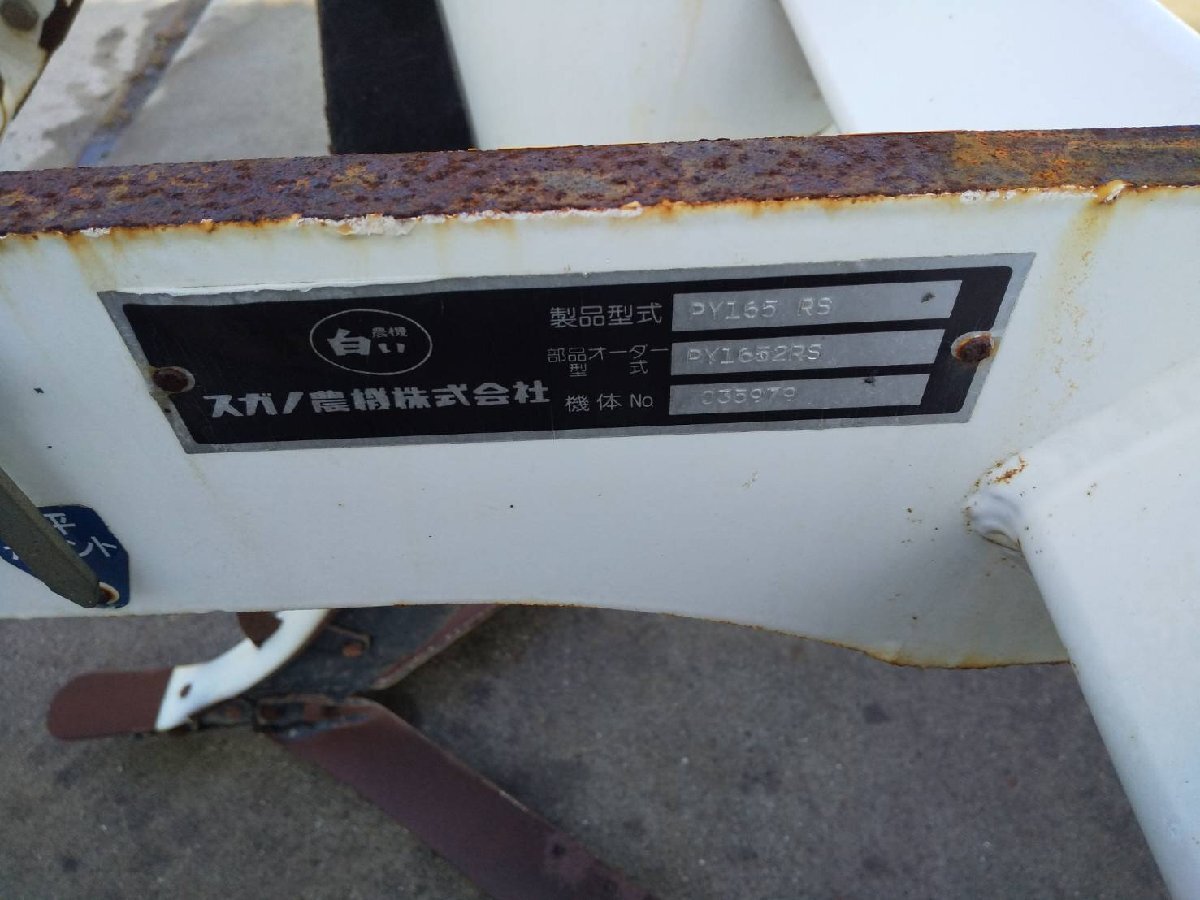 白い
農機
スガノ農機株式会社
製品型式 PY165 RS
部品オーダー型式 PY1652RS
機体No 035979